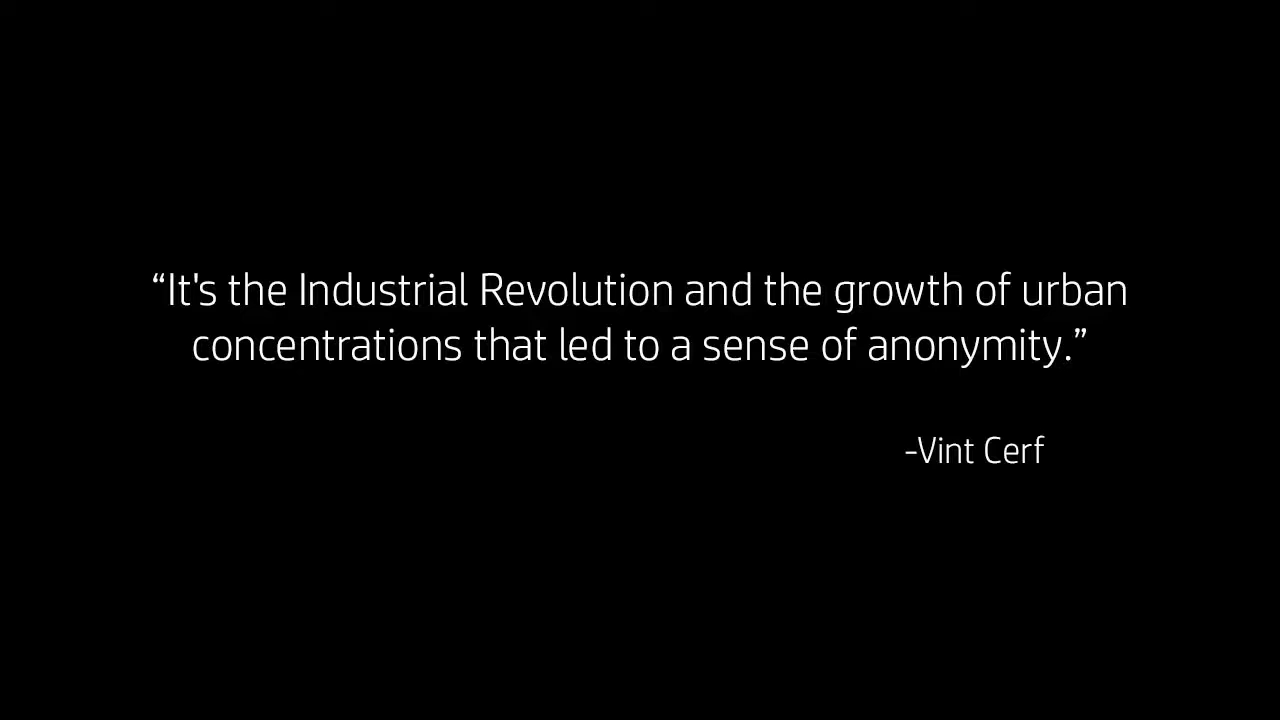 “It's the Industrial Revolution and the growth of urban
concentrations that led to a sense of anonymity.”
-Vint Cerf